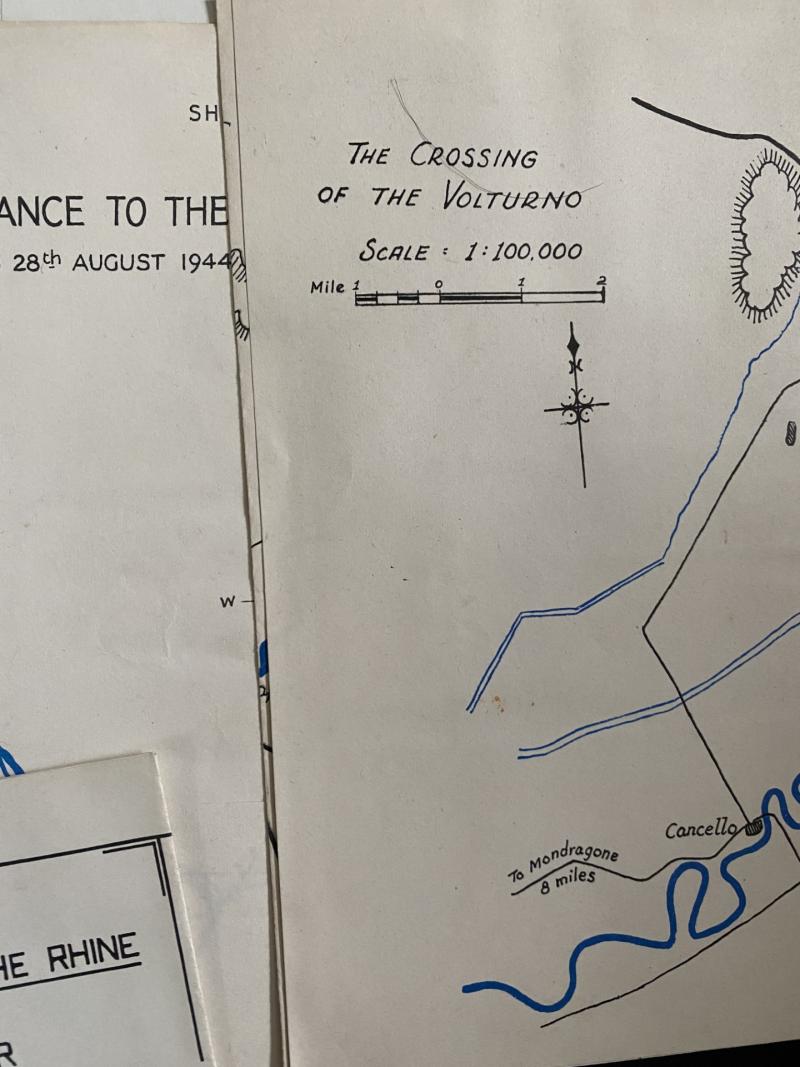 SH
ANCE TO THE
28th AUGUST 1944
W
HE RHINE
R
THE CROSSING
OF THE VOLTURNO
SCALE : 1:100,000
Mile 1 0 1 2
Cancello
To Mondragone
8 miles